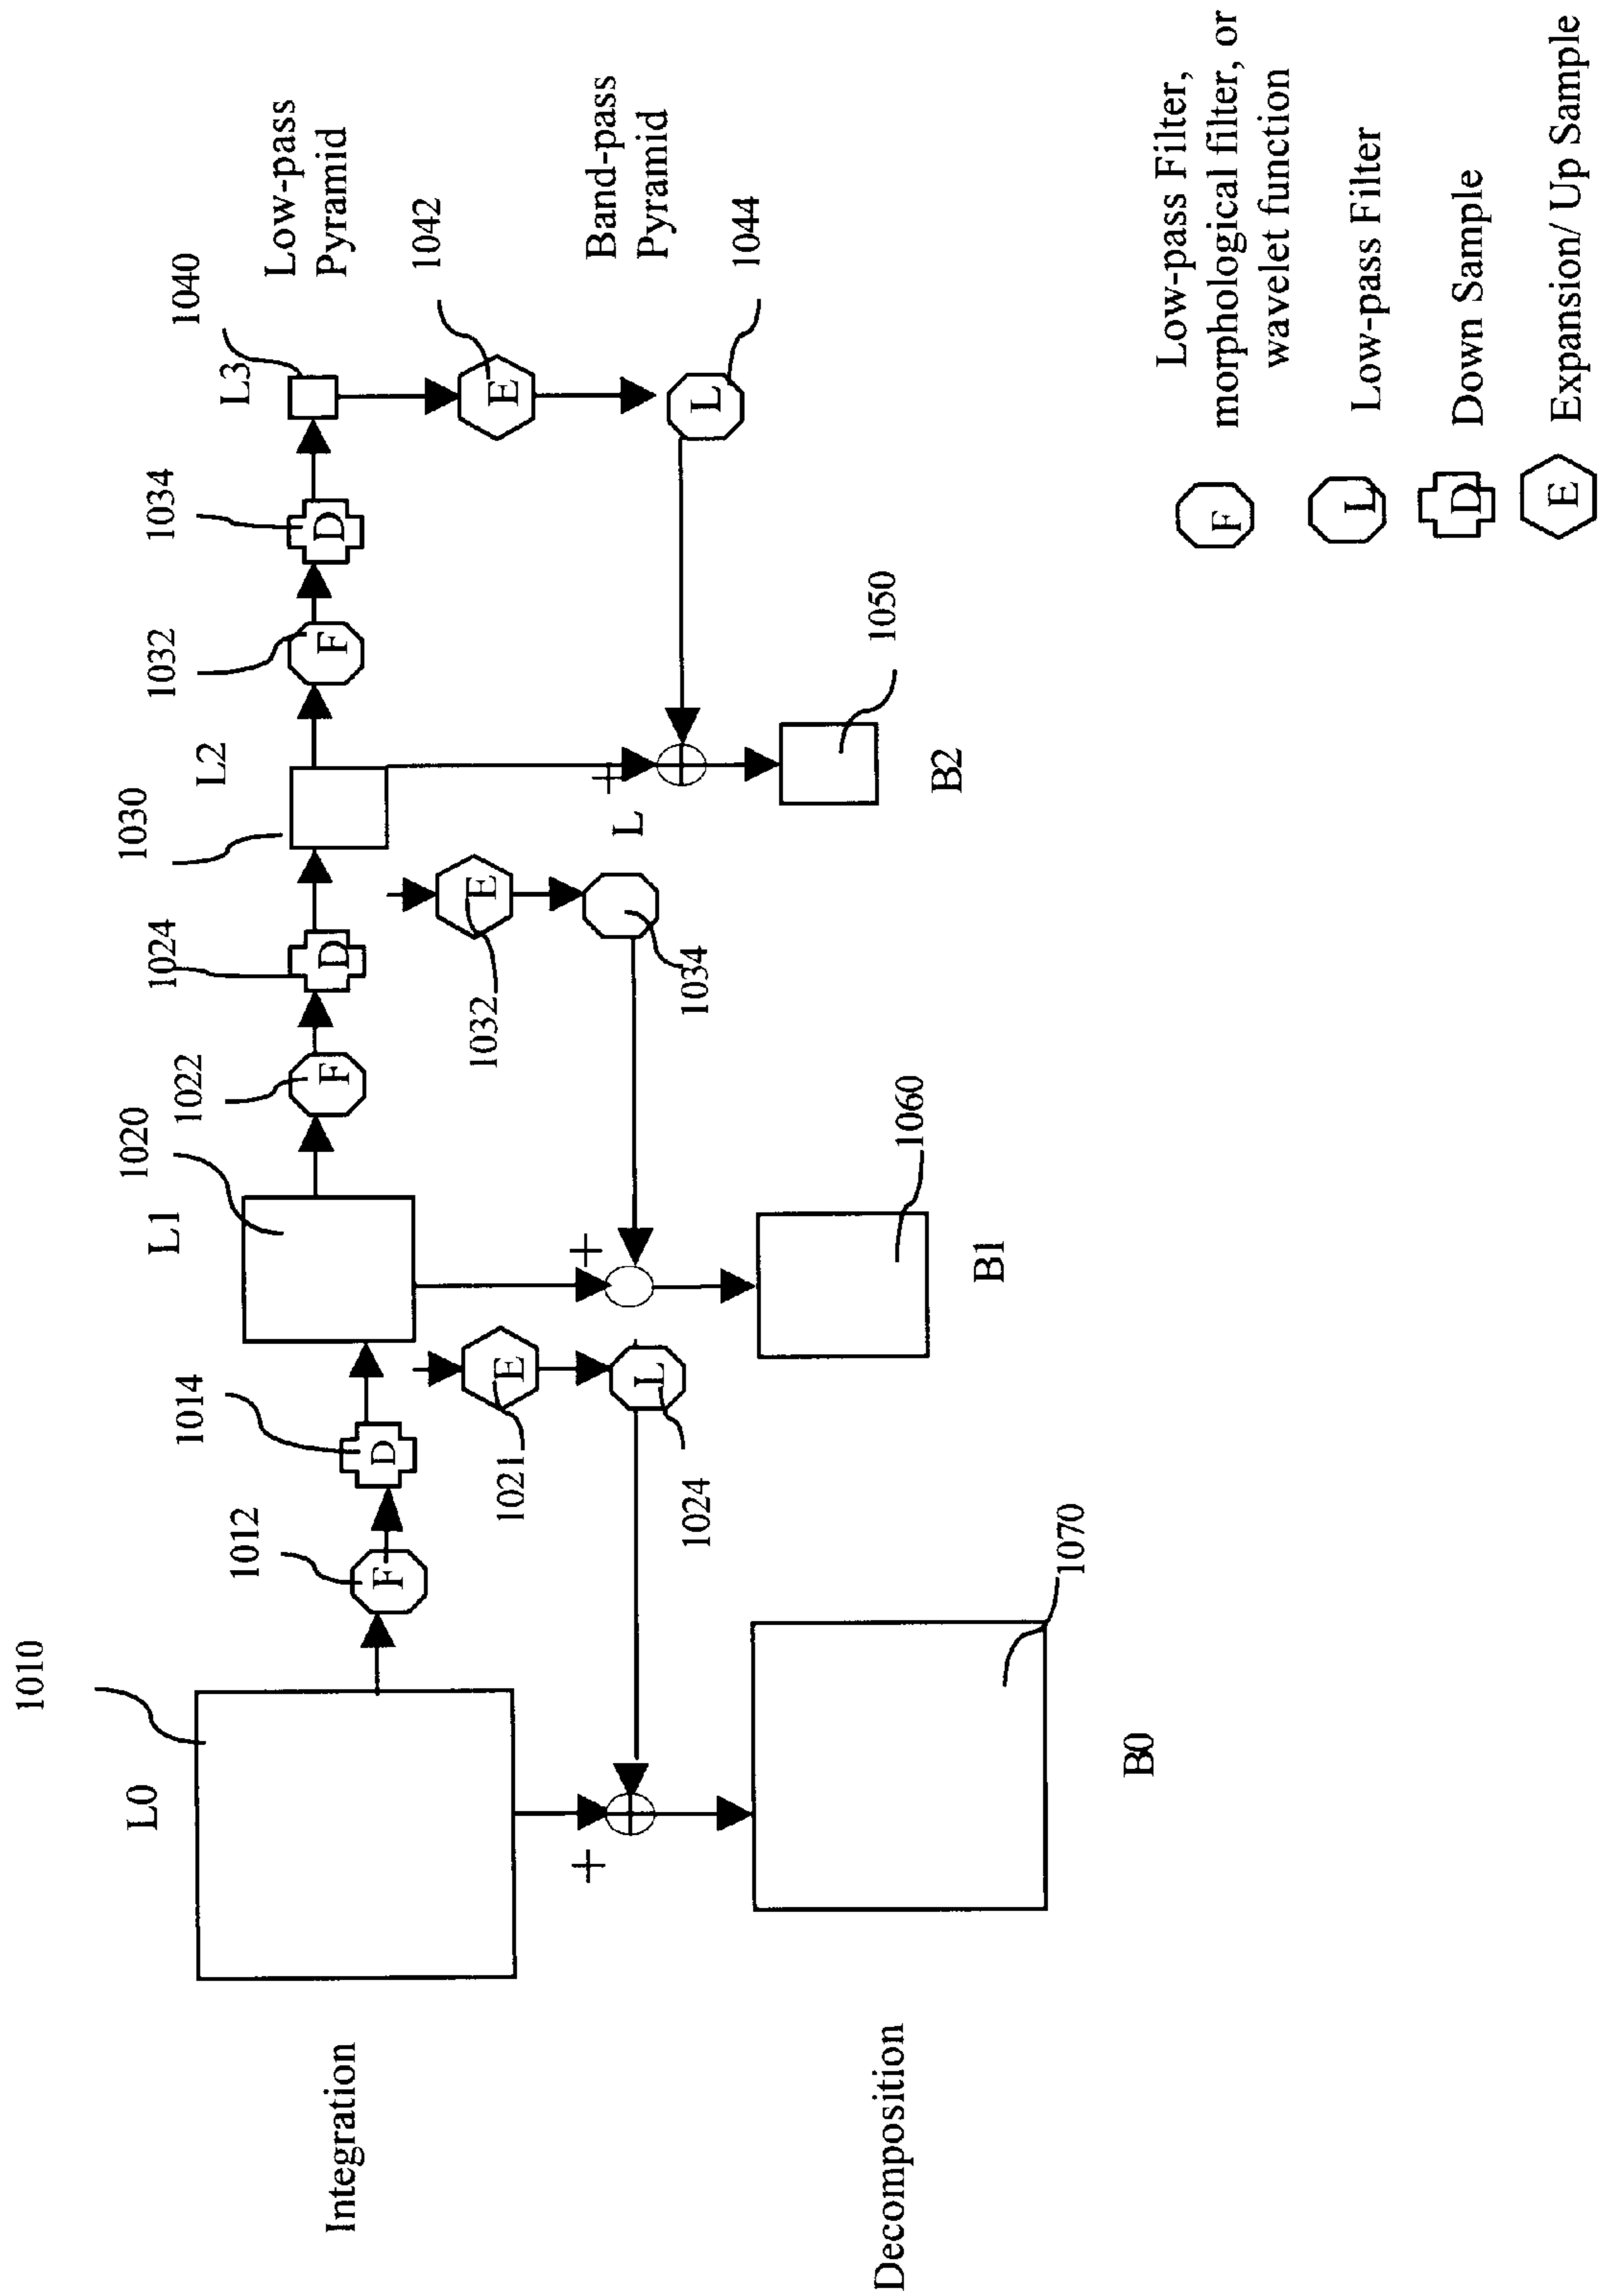 Integration
L0
1010
F
1012
D
1014
L1
1020
F
1022
D
1024
L2
1030
F
1032
D
1034
L3
1040
Low-pass
Pyramid
E
1021
L
1024
E
1032
1034
L
E
1042
L
1044
Band-pass
Pyramid
+
+
+
Decomposition
B0
1070
B1
1060
B2
1050
F
Low-pass Filter,
morphological filter, or
wavelet function
L
Low-pass Filter
D
Down Sample
E
Expansion/ Up Sample